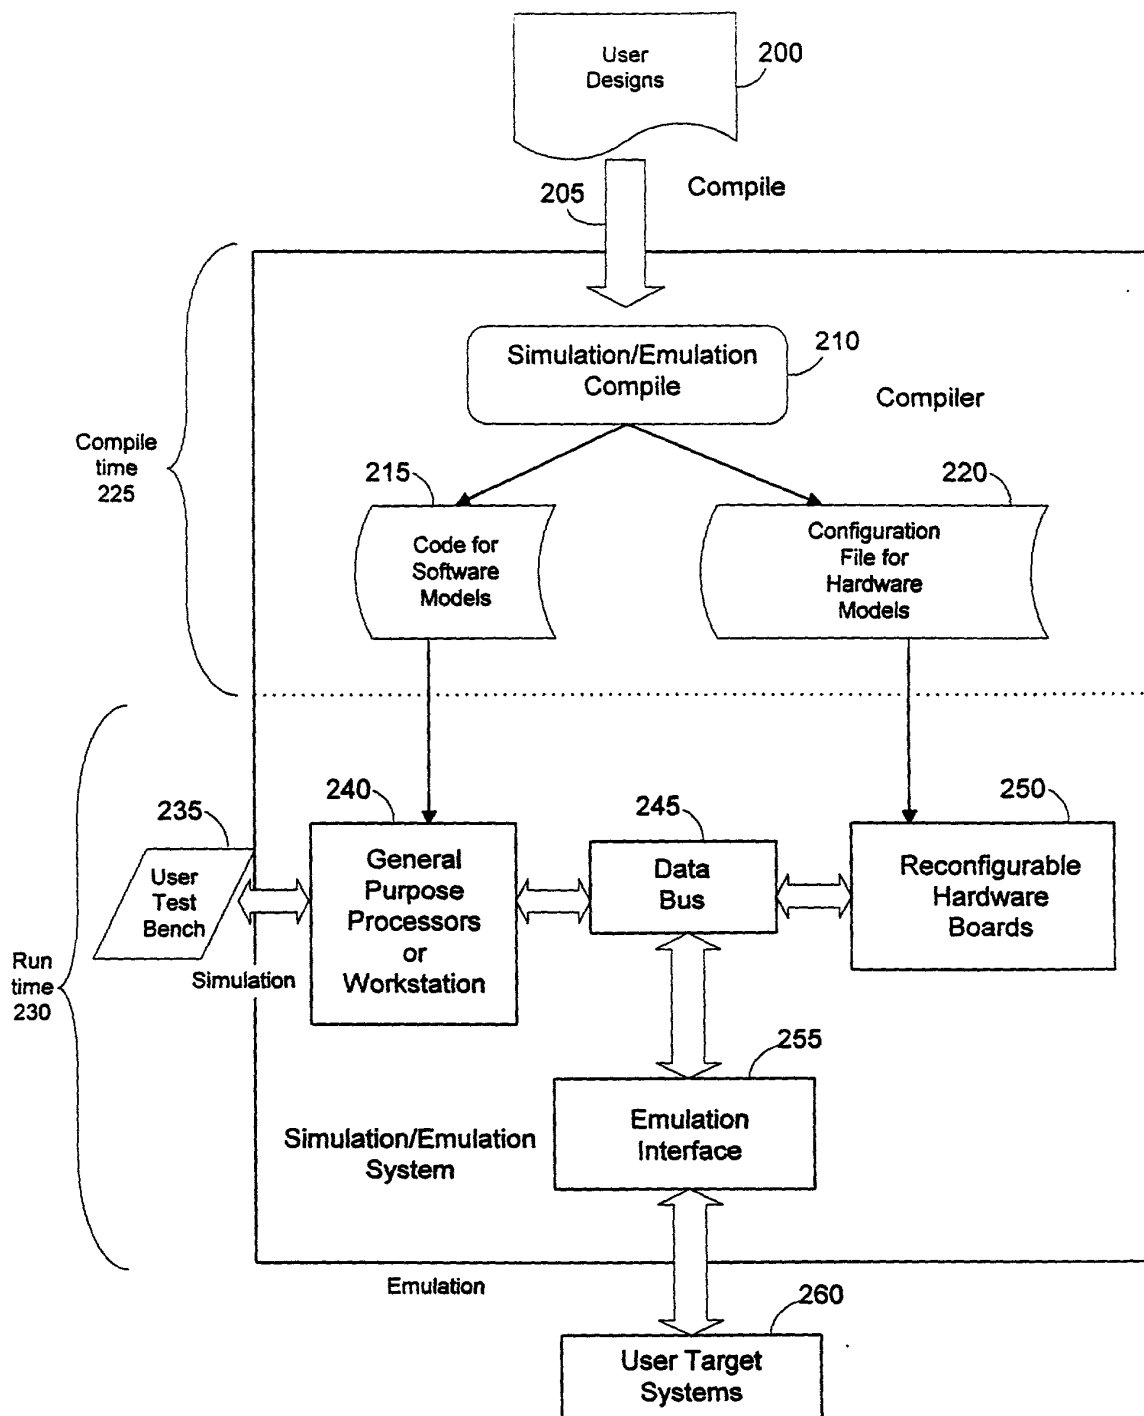 User
Designs
200
205
Compile
Simulation/Emulation
Compile
210
Compiler
Compile
time
225
215
220
Code for
Software
Models
Configuration
File for
Hardware
Models
235
240
245
250
User
Test
Bench
General
Purpose
Processors
or
Workstation
Data
Bus
Reconfigurable
Hardware
Boards
Run
time
230
Simulation
255
Emulation
Interface
Simulation/Emulation
System
Emulation
260
User Target
Systems